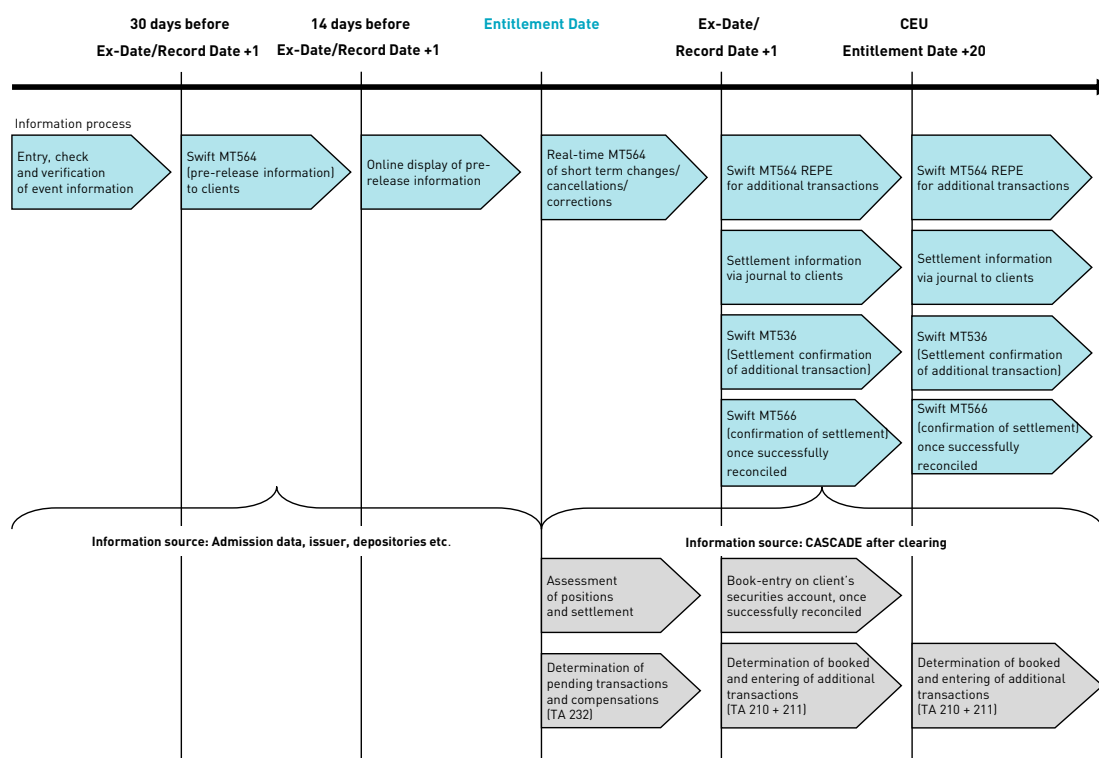 30 days before
Ex-Date/Record Date +1
14 days before
Ex-Date/Record Date +1
Entitlement Date
Ex-Date/
Record Date +1
CEU
Entitlement Date +20
Information process
Entry, check
and verification
of event information
Swift MT564
(pre-release information)
to clients
Online display of pre-
release information
Real-time MT564
of short term changes/
cancellations/
corrections
Swift MT564 REPE
for additional transactions
Swift MT564 REPE
for additional transactions
Settlement information
via journal to clients
Settlement information
via journal to clients
Swift MT536
(Settlement confirmation
of additional transaction)
Swift MT536
(Settlement confirmation
of additional transaction)
Swift MT566
(confirmation of settlement)
once successfully
reconciled
Swift MT566
(confirmation of settlement)
once successfully
reconciled
Information source: Admission data, issuer, depositories etc.
Information source: CASCADE after clearing
Assessment
of positions
and settlement
Book-entry on client's
securities account, once
successfully reconciled
Determination of
pending transactions
and compensations
(TA 232)
Determination of booked
and entering of additional
transactions
(TA 210 + 211)
Determination of booked
and entering of additional
transactions
(TA 210 + 211)